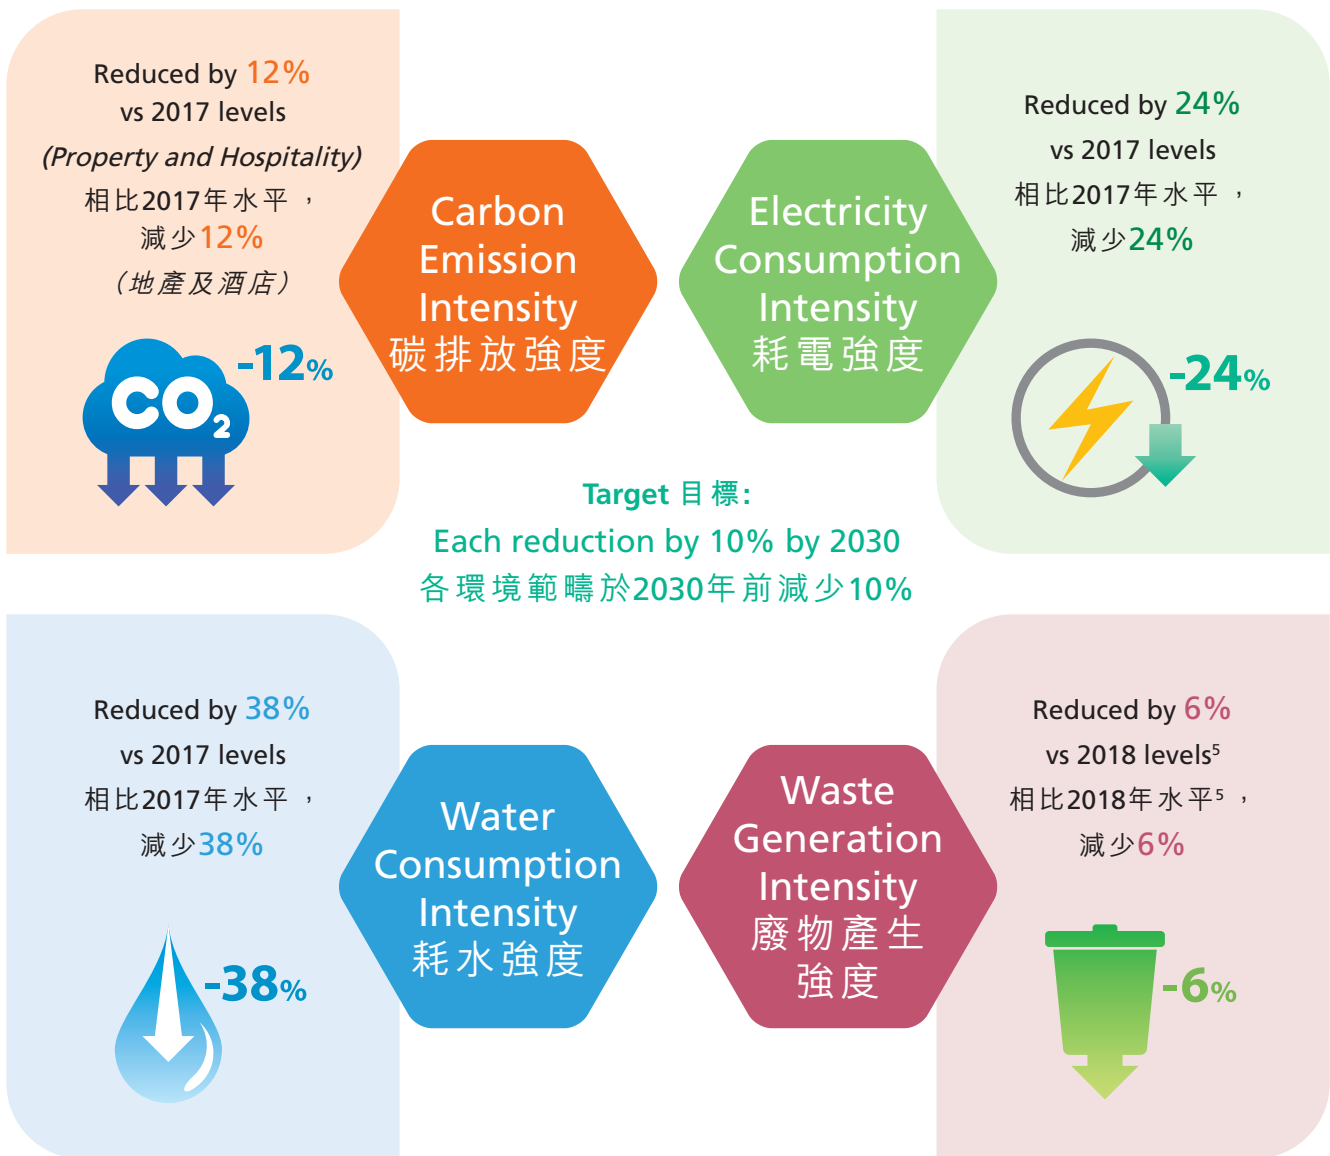 Reduced by 12%
vs 2017 levels
(Property and Hospitality)
相比2017年水平，
減少12%
（地產及酒店）
CO2
-12%
Carbon
Emission
Intensity
碳排放強度
Electricity
Consumption
Intensity
耗電強度
Reduced by 24%
vs 2017 levels
相比2017年水平，
減少24%
-24%
Target 目標：
Each reduction by 10% by 2030
各環境範疇於2030年前減少10%
Reduced by 38%
vs 2017 levels
相比2017年水平，
減少38%
-38%
Water
Consumption
Intensity
耗水強度
Waste
Generation
Intensity
廢物產生
強度
Reduced by 6%
vs 2018 levels5
相比2018年水平5，
減少6%
-6%